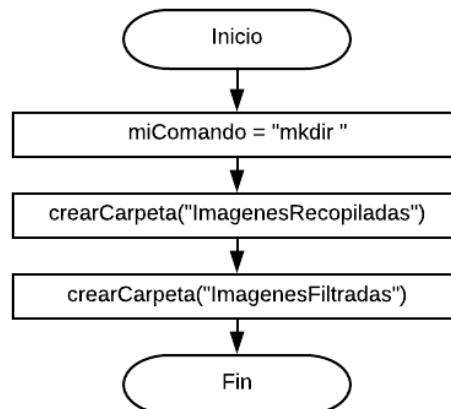 Inicio
miComando = "mkdir "
crearCarpeta("ImagenesRecopiladas")
crearCarpeta("ImagenesFiltradas")
Fin